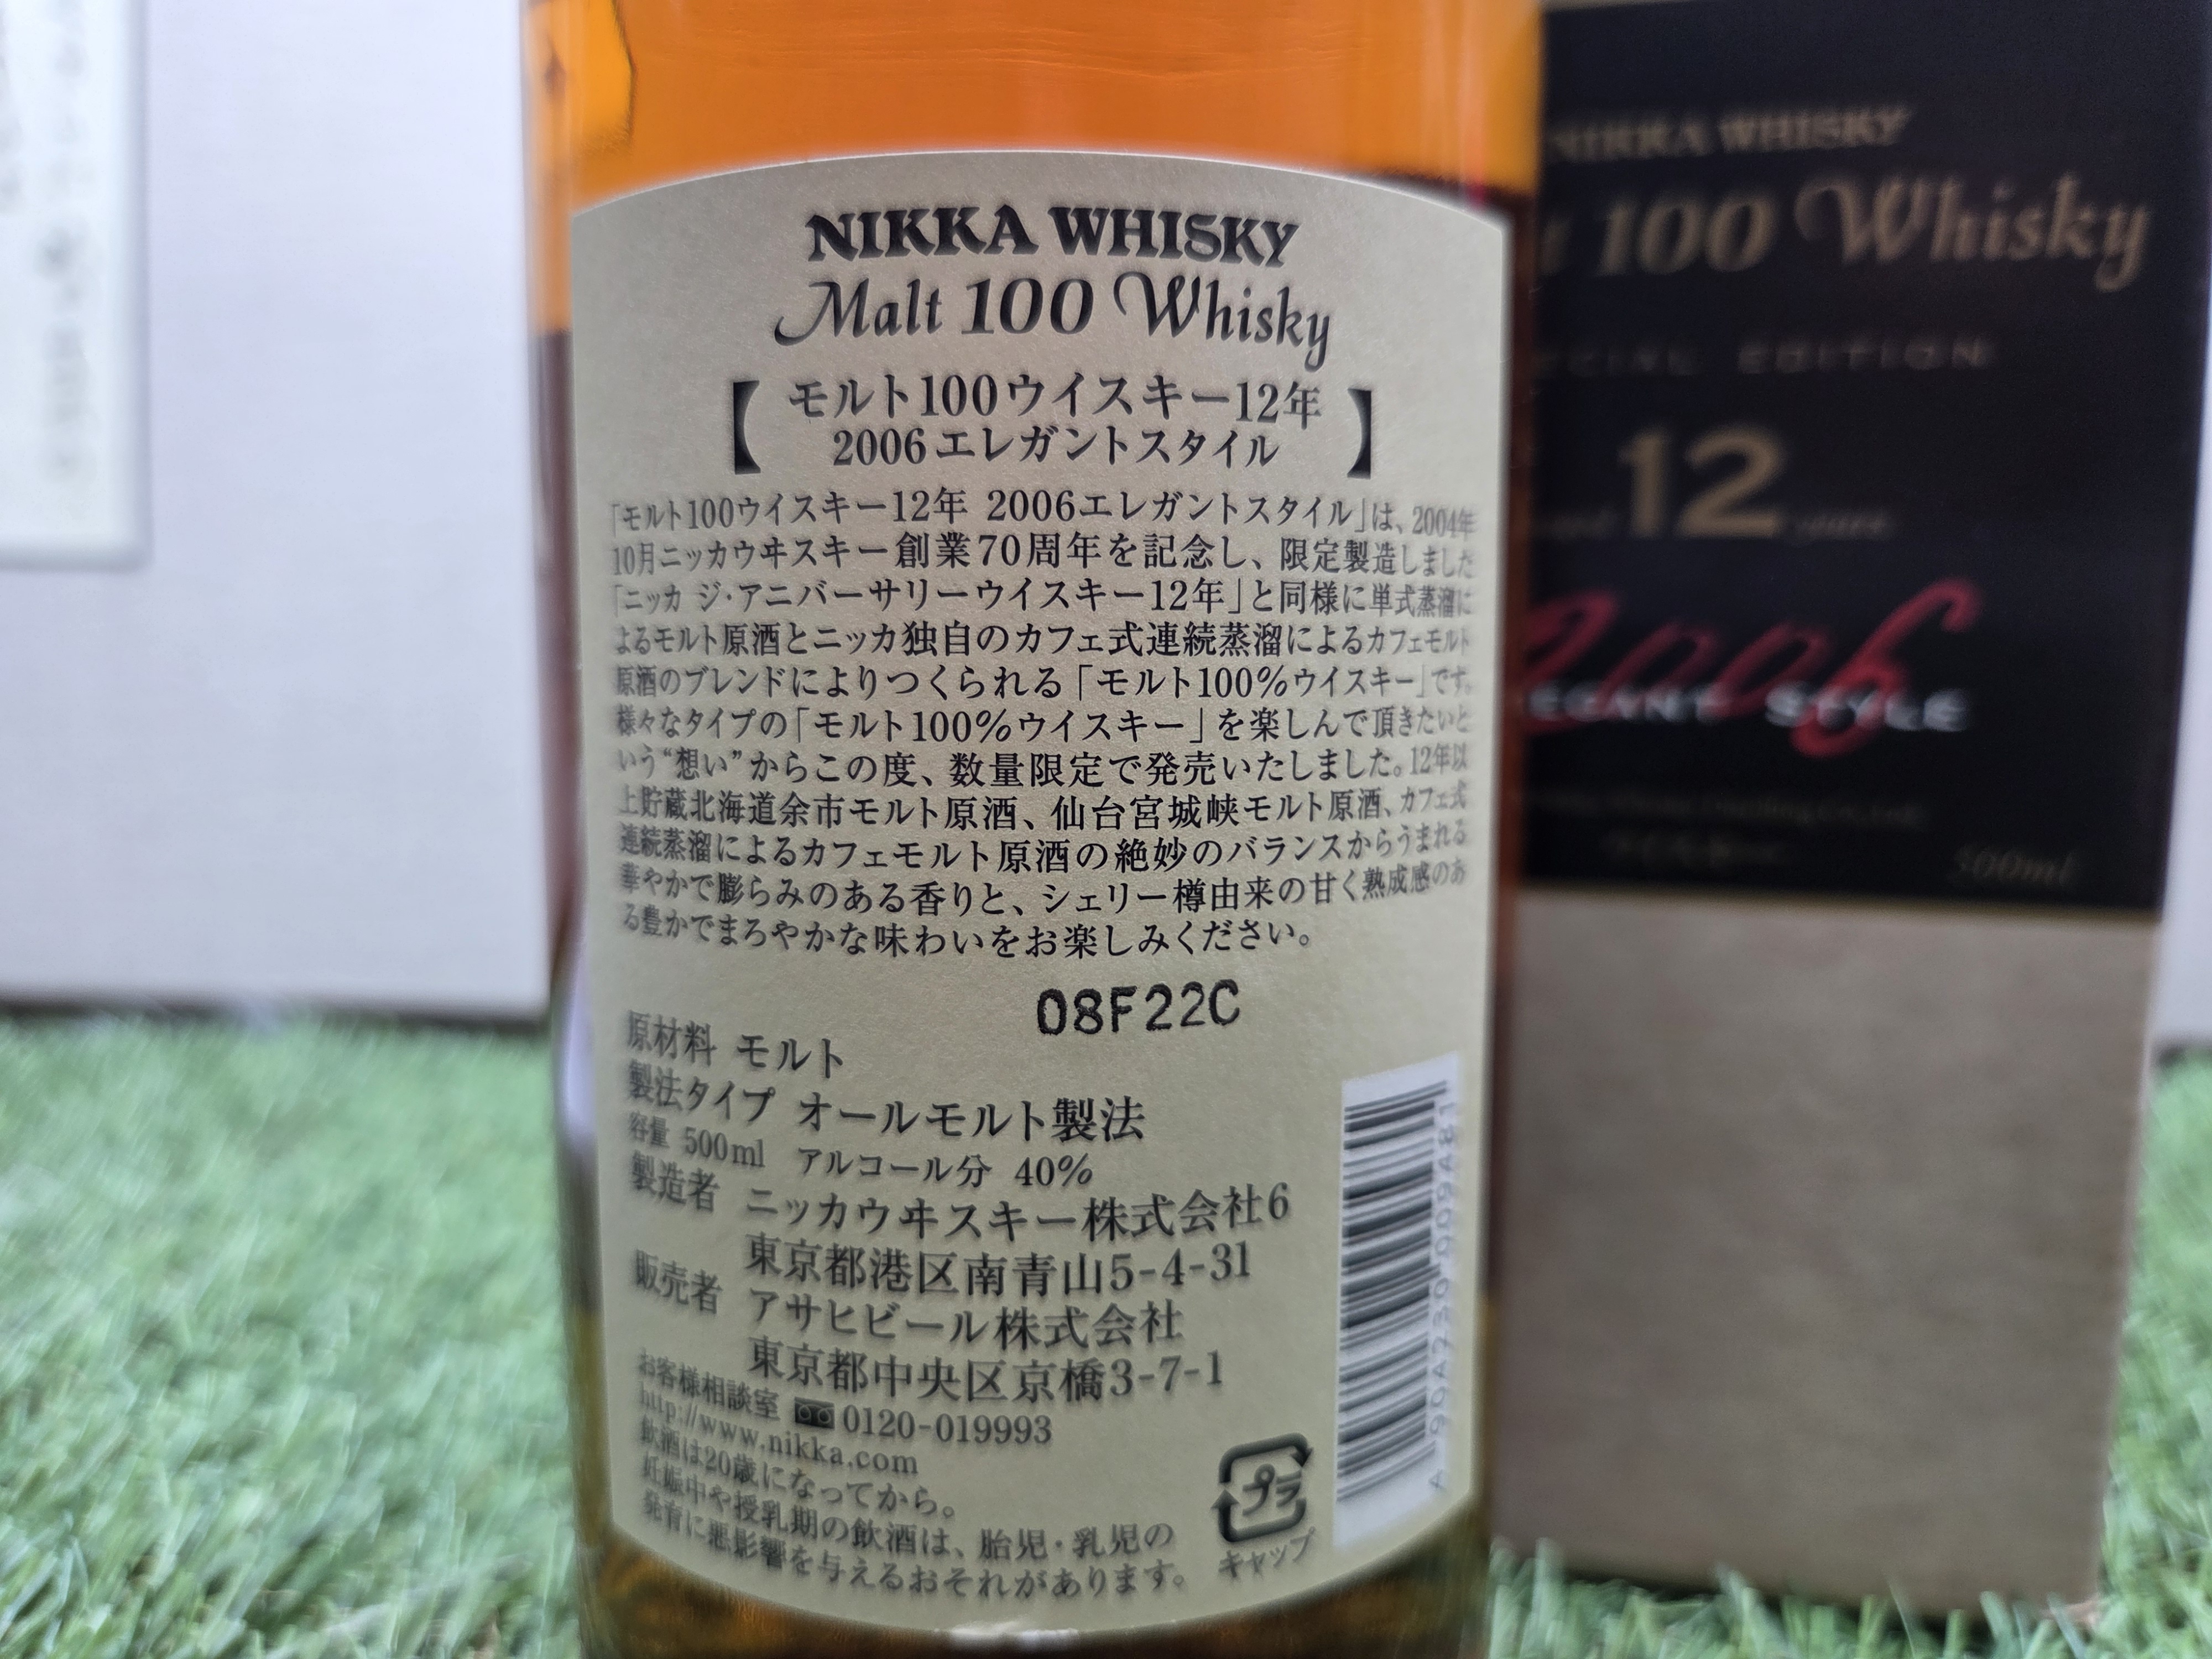 NIKKA WHISKY
Malt 100 Whisky
【モルト100ウイスキー12年
2006エレガントスタイル】
「モルト100ウイスキー12年 2006エレガントスタイル」は、2004年
10月ニッカウヰスキー創業70周年を記念し、限定製造しました
「ニッカ ジ・アニバーサリーウイスキー12年」と同様に単式蒸溜に
よるモルト原酒とニッカ独自のカフェ式連続蒸溜によるカフェモルト
原酒のブレンドによりつくられる「モルト100%ウイスキー」です。
様々なタイプの「モルト100%ウイスキー」を楽しんで頂きたいと
いう“想い”からこの度、数量限定で発売いたしました。12年以
上貯蔵北海道余市モルト原酒、仙台宮城峡モルト原酒、カフェ式
連続蒸溜によるカフェモルト原酒の絶妙のバランスからうまれる
華やかで膨らみのある香りと、シェリー樽由来の甘く熟成感のあ
る豊かでまろやかな味わいをお楽しみください。
08F22C
原材料 モルト
製法タイプ オールモルト製法
容量 500ml アルコール分 40%
製造者 ニッカウヰスキー株式会社6
東京都港区南青山5-4-31
販売者 アサヒビール株式会社
東京都中央区京橋3-7-1
お客様相談室 0120-019993
http://www.nikka.com
飲酒は20歳になってから。
妊娠中や授乳期の飲酒は、胎児・乳児の
発育に悪影響を与えるおそれがあります。
プラ
キャップ
NIKKA WHISKY
100 Whisky
EDITION
12
years
2006
STYLE
500ml